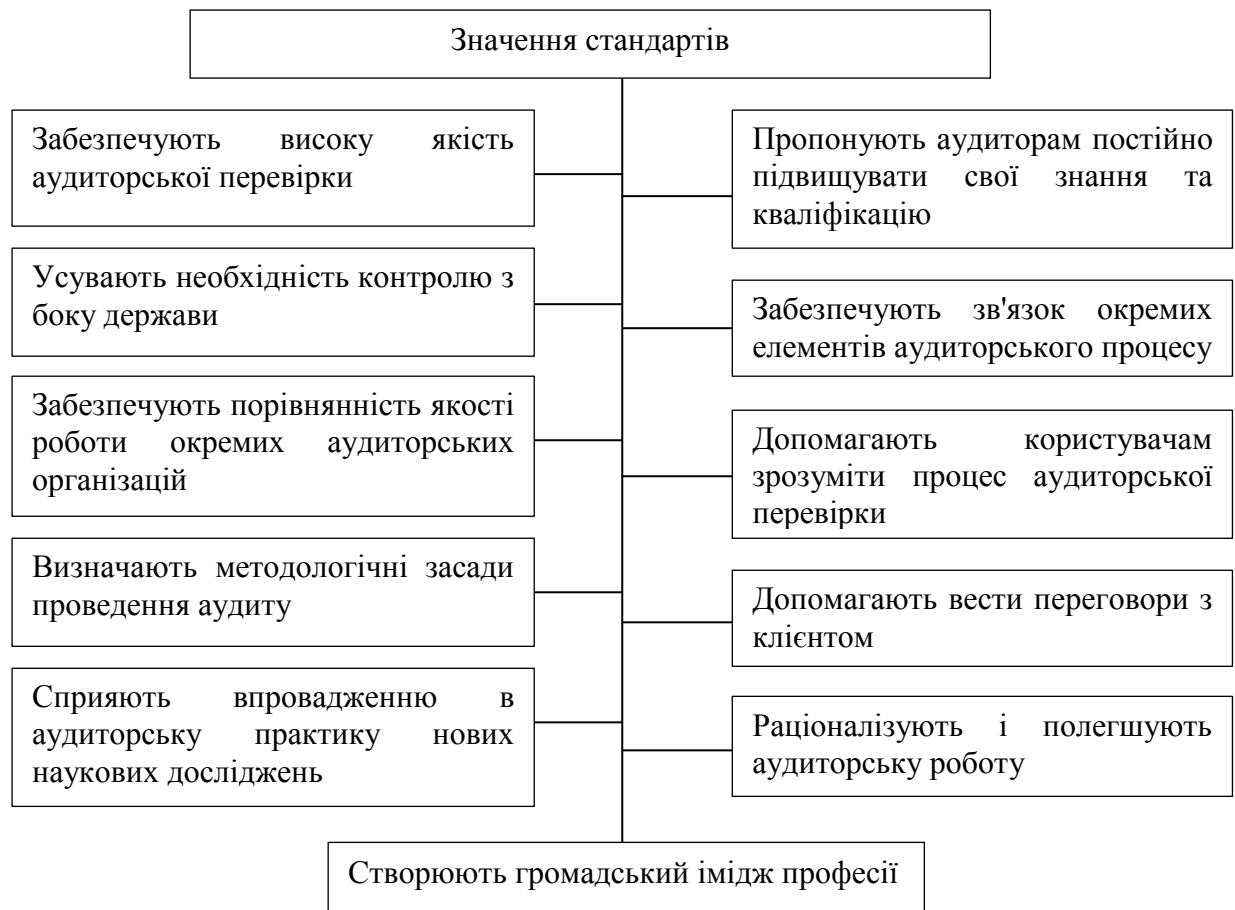 Значення стандартів
Забезпечують високу якість
аудиторської перевірки
Усувають необхідність контролю з
боку держави
Забезпечують порівнянність якості
роботи окремих аудиторських
організацій
Визначають методологічні засади
проведення аудиту
Сприяють впровадженню в
аудиторську практику нових
наукових досліджень
Пропонують аудиторам постійно
підвищувати свої знання та
кваліфікацію
Забезпечують зв'язок окремих
елементів аудиторського процесу
Допомагають користувачам
зрозуміти процес аудиторської
перевірки
Допомагають вести переговори з
клієнтом
Раціоналізують і полегшують
аудиторську роботу
Створюють громадський імідж професії